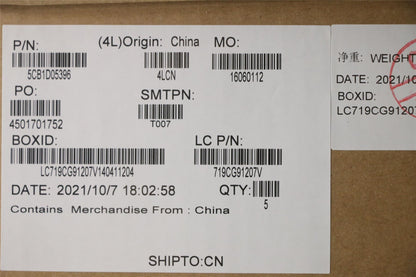 P/N: (4L)Origin: China MO:
5CB1D05396 4LCN 16060112
PO: SMTPN:
4501701752 T007
BOXID: LC P/N:
LC719CG91207V140411204 719CG91207V
DATE: 2021/10/7 18:02:58 QTY:
5
Contains Merchandise From : China
SHIPTO:CN
净重: WEIGHT
DATE: 2021/10
BOXID:
LC719CG91207